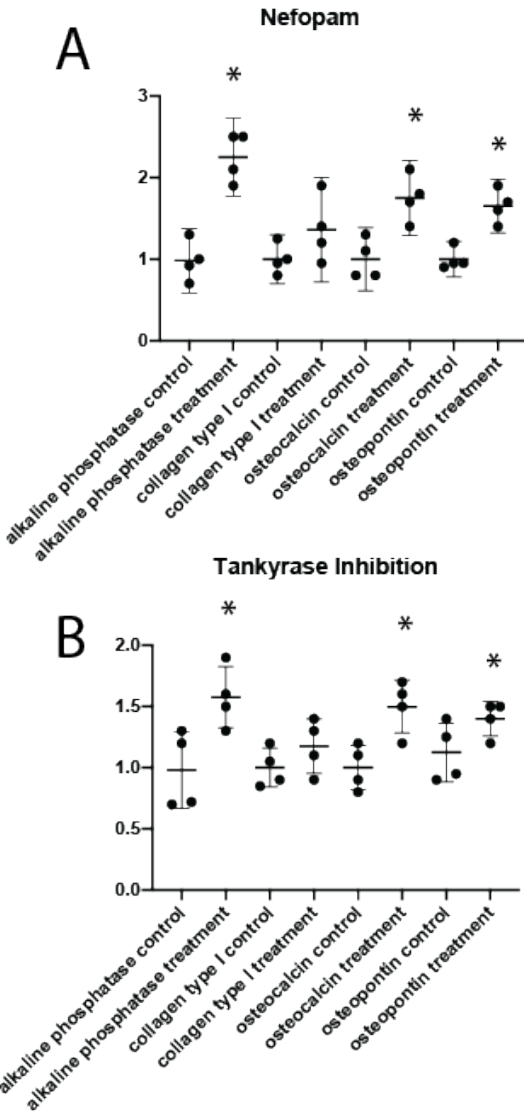 Nefopam
A
*
*
*
3
2
1
0
alkaline phosphatase control
alkaline phosphatase treatment
collagen type I control
collagen type I treatment
osteocalcin control
osteocalcin treatment
osteopontin control
osteopontin treatment
Tankyrase Inhibition
B
*
*
*
2.0
1.5
1.0
0.5
0.0
alkaline phosphatase control
alkaline phosphatase treatment
collagen type I control
collagen type I treatment
osteocalcin control
osteocalcin treatment
osteopontin control
osteopontin treatment